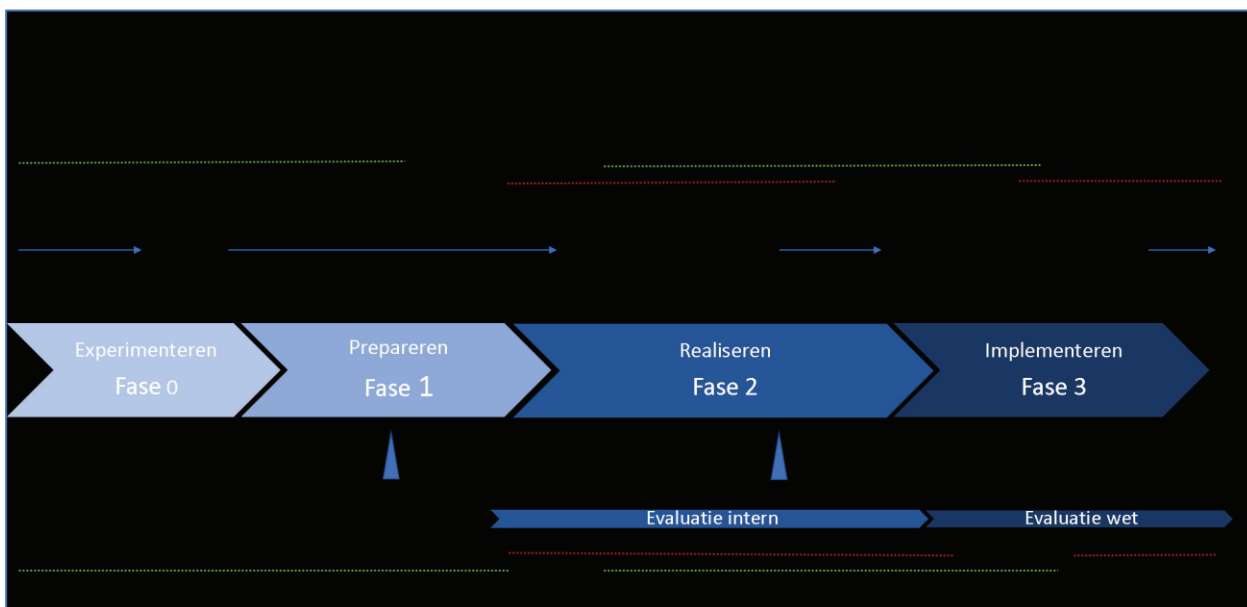 Experimenteren
Fase 0
Prepareren
Fase 1
Realiseren
Fase 2
Implementeren
Fase 3
Evaluatie intern
Evaluatie wet